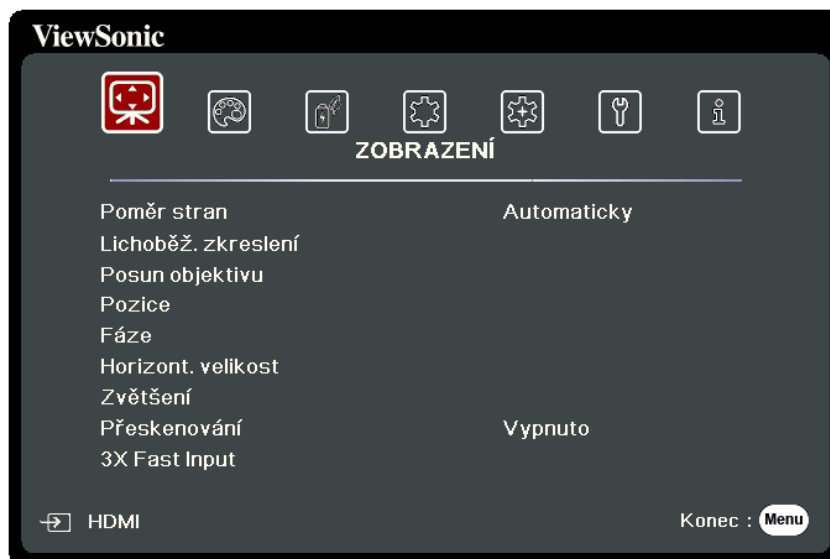 ViewSonic
ZOBRAZENÍ
Poměr stran Automaticky
Lichoběž. zkreslení
Posun objektivu
Pozice
Fáze
Horizont. velikost
Zvětšení
Přeskenování Vypnuto
3X Fast Input
HDMI Konec : Menu